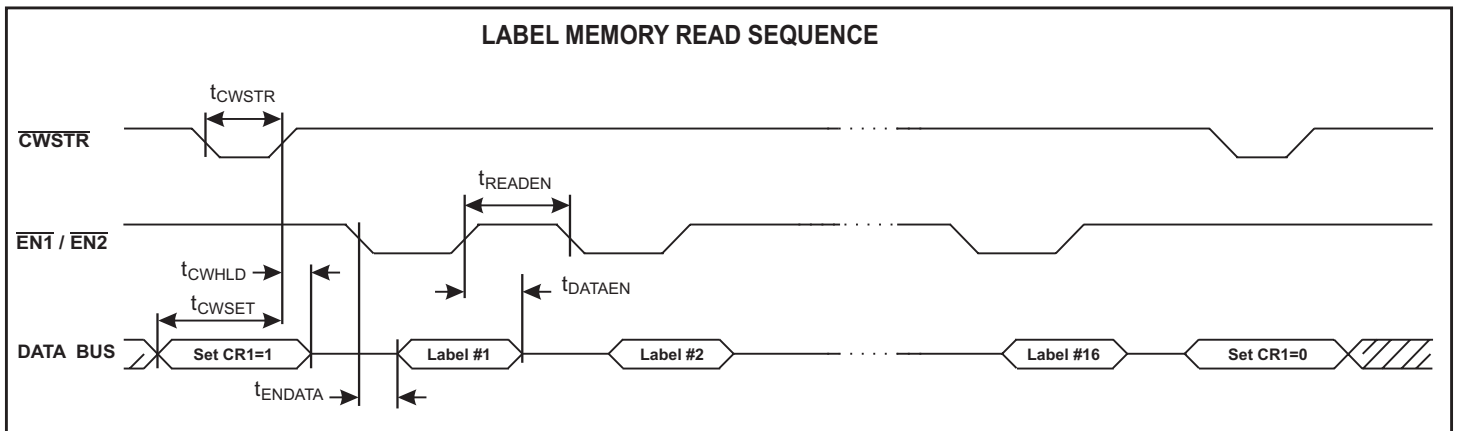 LABEL MEMORY READ SEQUENCE
tCWSTR
CWSTR
tREADEN
EN1 / EN2
tCWHLD
tDATAEN
tCWSET
DATA BUS Set CR1=1 Label #1 Label #2 Label #16 Set CR1=0
tENDATA